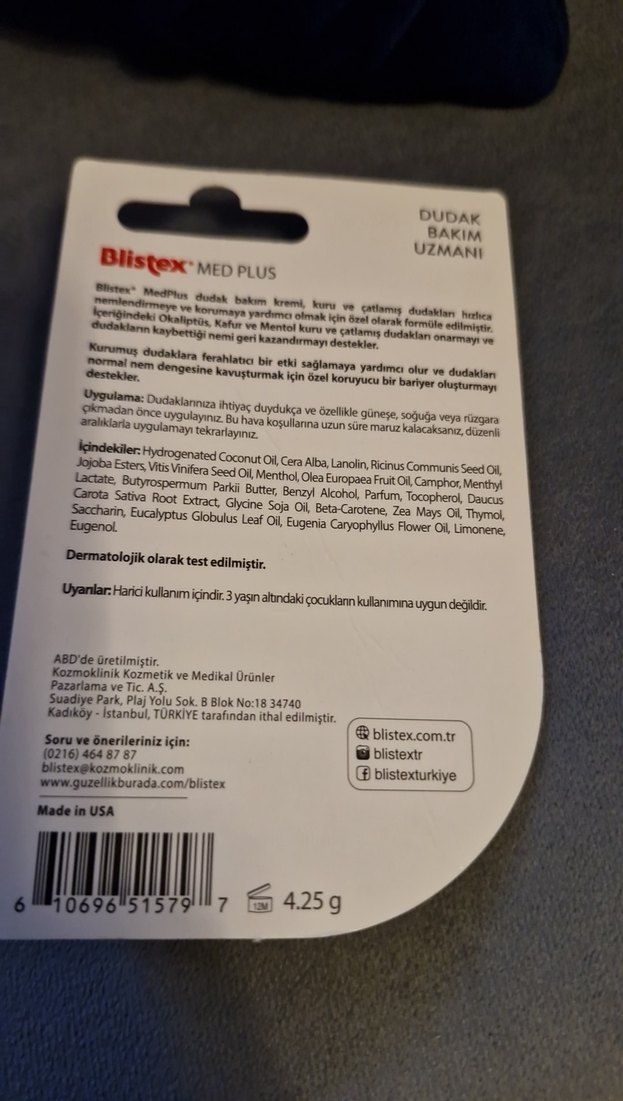 DUDAK
BAKIM
UZMANI
Blistex® MED PLUS
Blistex® MedPlus dudak bakım kremi, kuru ve çatlamış dudakları hızlıca
nemlendirmeye ve korumaya yardımcı olmak için özel olarak formüle edilmiştir.
İçeriğindeki Okaliptüs, Kafur ve Mentol kuru ve çatlamış dudakları onarmayı ve
dudakların kaybettiği nemi geri kazandırmayı destekler.
Kurumuş dudaklara ferahlatıcı bir etki sağlamaya yardımcı olur ve dudakları
normal nem dengesine kavuşturmak için özel koruyucu bir bariyer oluşturmayı
destekler.
Uygulama: Dudaklarınıza ihtiyaç duydukça ve özellikle güneşe, soğuğa veya rüzgara
çıkmadan önce uygulayınız. Bu hava koşullarına uzun süre maruz kalacaksanız, düzenli
aralıklarla uygulamayı tekrarlayınız.
İçindekiler: Hydrogenated Coconut Oil, Cera Alba, Lanolin, Ricinus Communis Seed Oil,
Jojoba Esters, Vitis Vinifera Seed Oil, Menthol, Olea Europaea Fruit Oil, Camphor, Menthyl
Lactate, Butyrospermum Parkii Butter, Benzyl Alcohol, Parfum, Tocopherol, Daucus
Carota Sativa Root Extract, Glycine Soja Oil, Beta-Carotene, Zea Mays Oil, Thymol,
Saccharin, Eucalyptus Globulus Leaf Oil, Eugenia Caryophyllus Flower Oil, Limonene,
Eugenol.
Dermatolojik olarak test edilmiştir.
Uyarılar: Harici kullanım içindir. 3 yaşın altındaki çocukların kullanımına uygun değildir.
ABD'de üretilmiştir.
Kozmoklinik Kozmetik ve Medikal Ürünler
Pazarlama ve Tic. A.Ş.
Suadiye Park, Plaj Yolu Sok. B Blok No:18 34740
Kadıköy - İstanbul, TÜRKİYE tarafından ithal edilmiştir.
Soru ve önerileriniz için:
(0216) 464 87 87
blistex@kozmoklinik.com
www.guzellikburada.com/blistex
blistex.com.tr
blistextr
blistexturkiye
Made in USA
6 10696 51579 7
12M
4.25 g